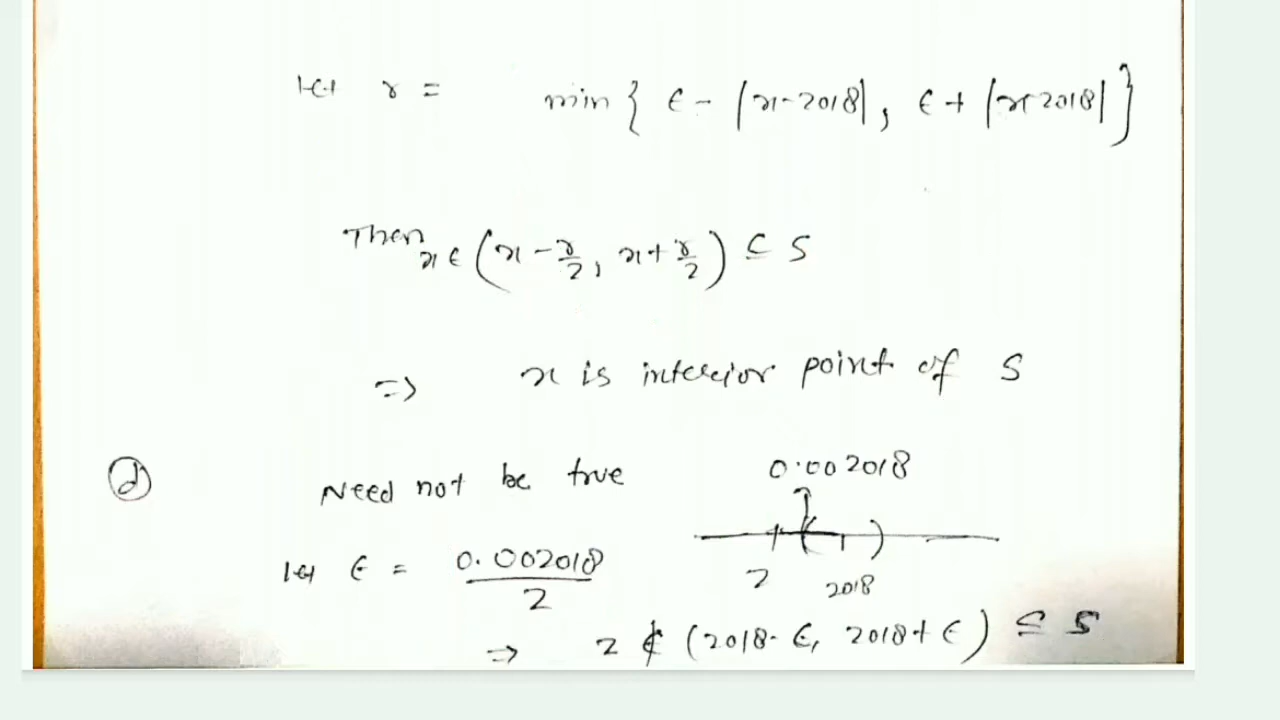 let r = min { ϵ - |x-2018|, ϵ + |x-2018| }
Then x ∈ (x - r/2, x + r/2) ⊆ S
=> x is interior point of S
(d) Need not be true
0.002018
let ϵ = 0.002018/2
2 2018
=> 2 ∉ (2018-ϵ, 2018+ϵ) ⊆ S